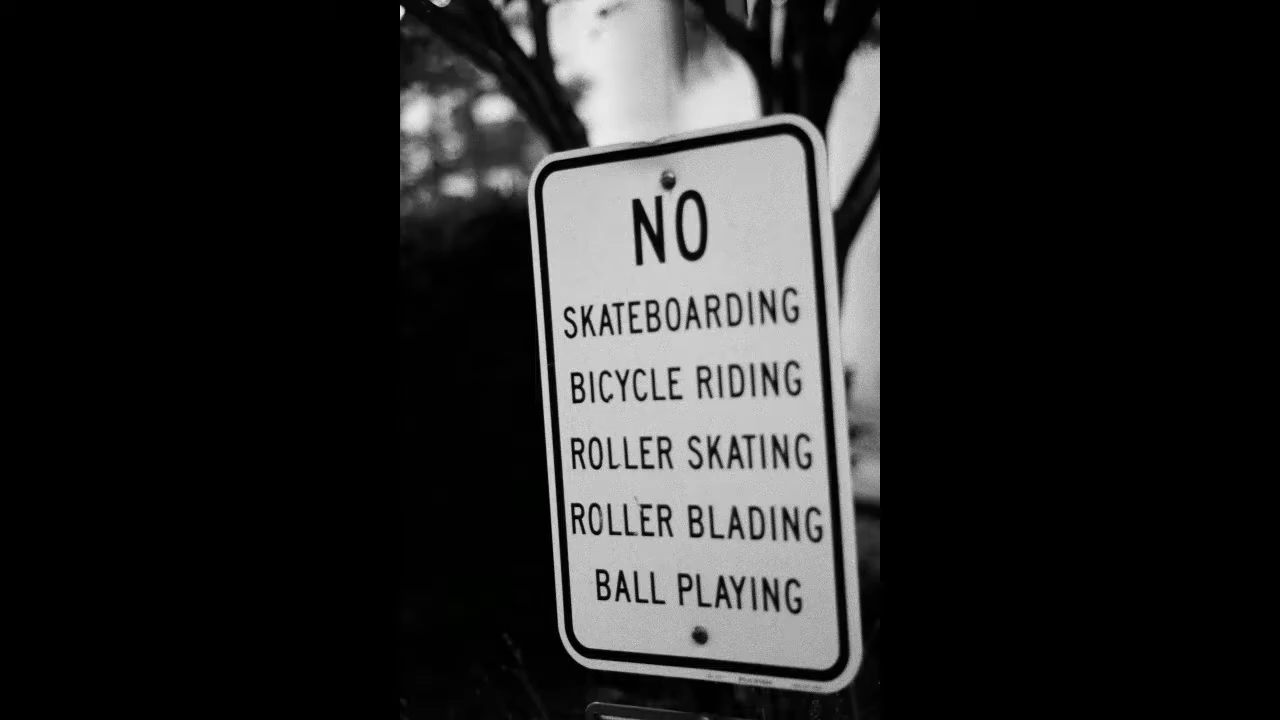 NO
SKATEBOARDING
BICYCLE RIDING
ROLLER SKATING
ROLLER BLADING
BALL PLAYING